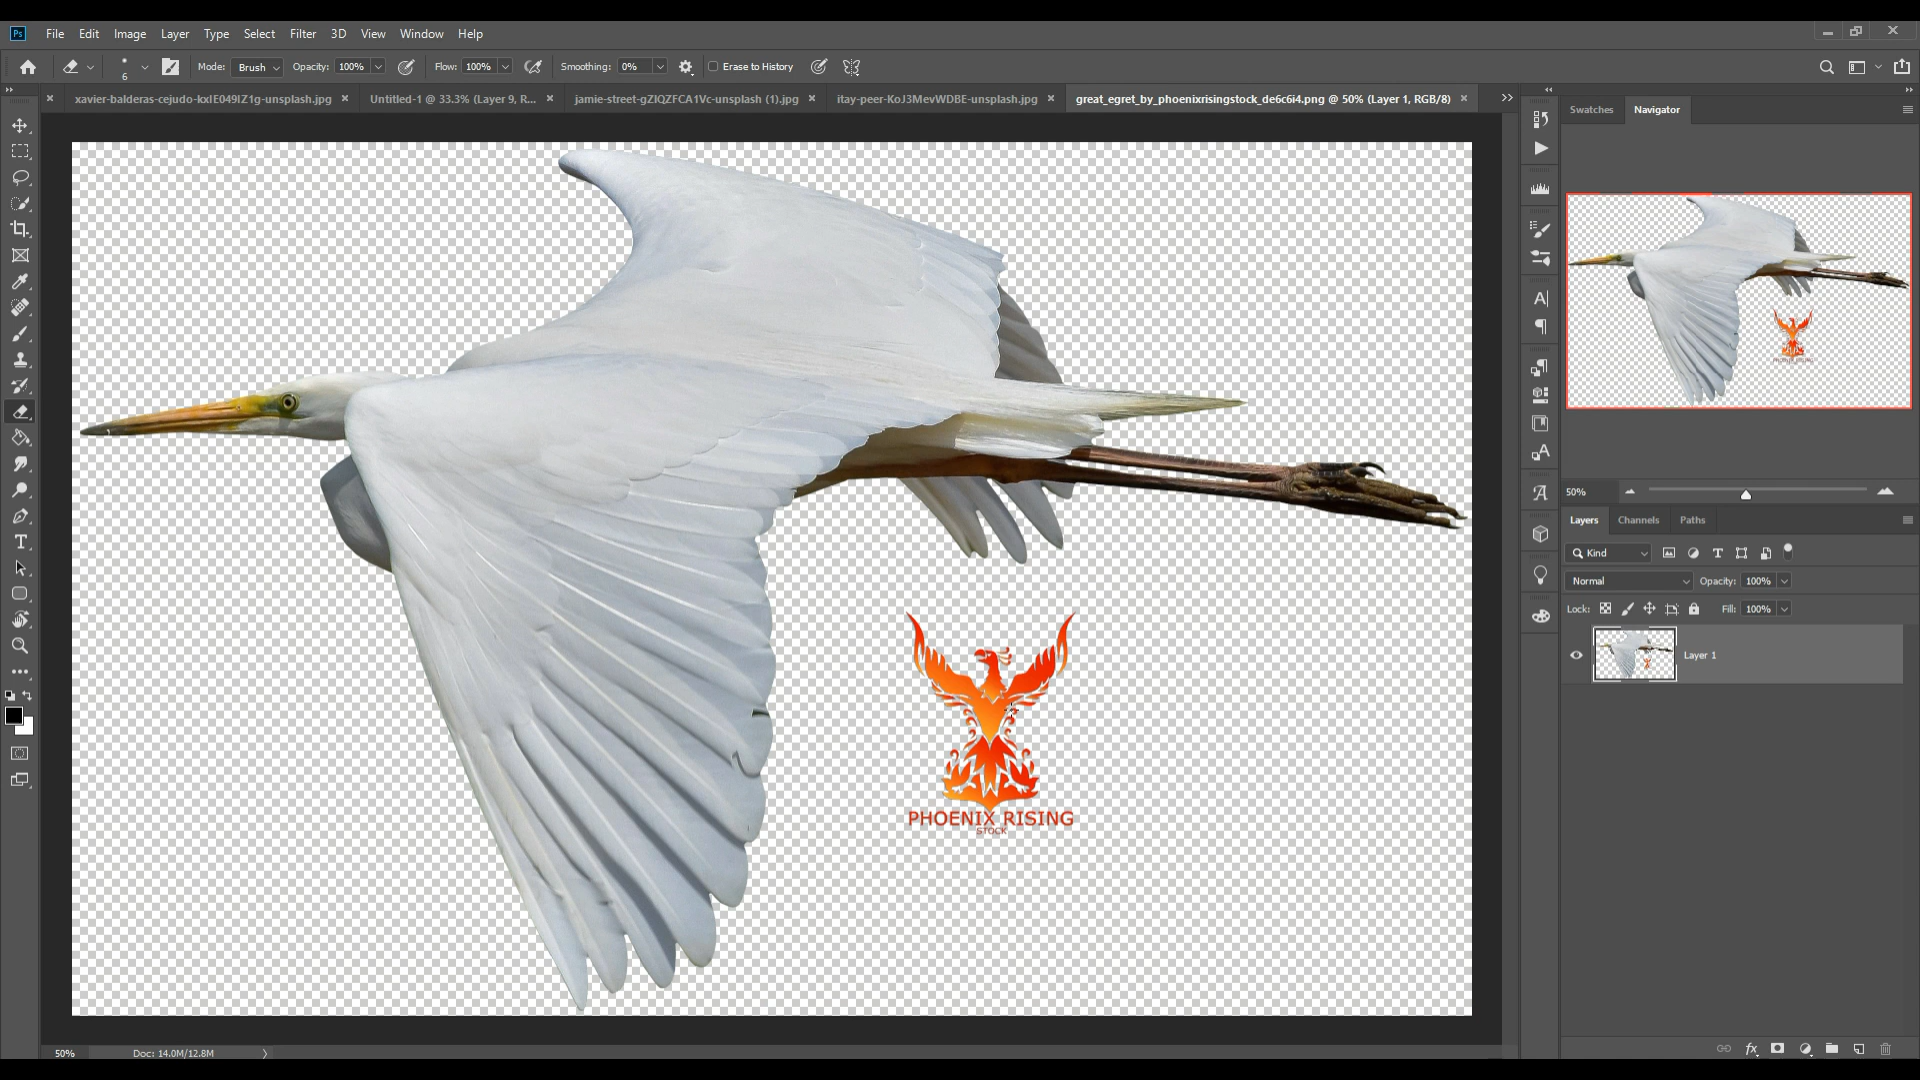 Ps File Edit Image Layer Type Select Filter 3D View Window Help
6 Mode: Brush Opacity: 100% Flow: 100% Smoothing: 0% Erase to History
xavier-balderas-cejudo-kxIE049IZ1g-unsplash.jpg Untitled-1 @ 33.3% (Layer 9, R... jamie-street-gZIQZFCA1Vc-unsplash (1).jpg itay-peer-KoJ3MevWDBE-unsplash.jpg great_egret_by_phoenixrisingstock_de6c6i4.png @ 50% (Layer 1, RGB/8)
Swatches Navigator
50%
Layers Channels Paths
Kind
Normal Opacity: 100%
Lock: Fill: 100%
Layer 1
PHOENIX RISING
STOCK
50% Doc: 14.0M/12.8M